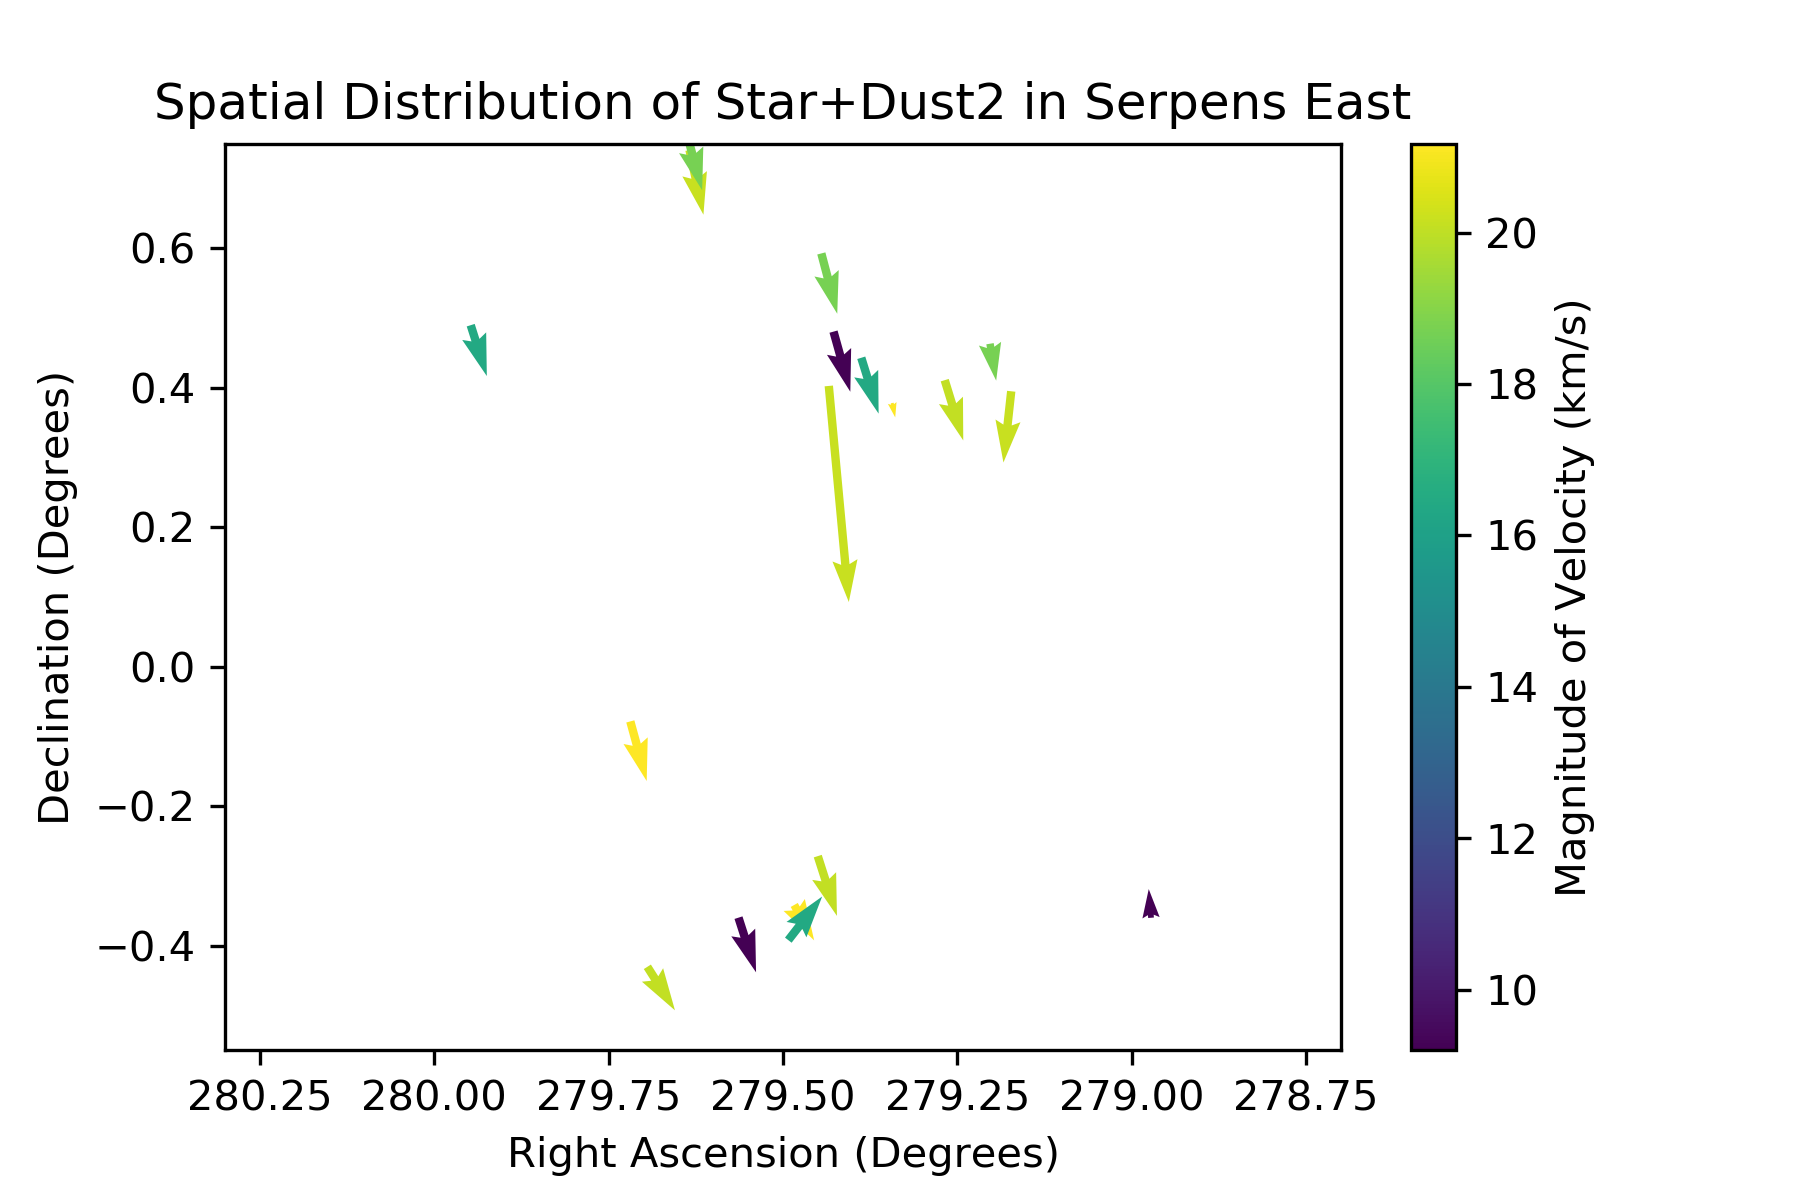 Spatial Distribution of Star+Dust2 in Serpens East
0.6
0.4
0.2
0.0
−0.2
−0.4
Declination (Degrees)
280.25 280.00 279.75 279.50 279.25 279.00 278.75
Right Ascension (Degrees)
20
18
16
14
12
10
Magnitude of Velocity (km/s)